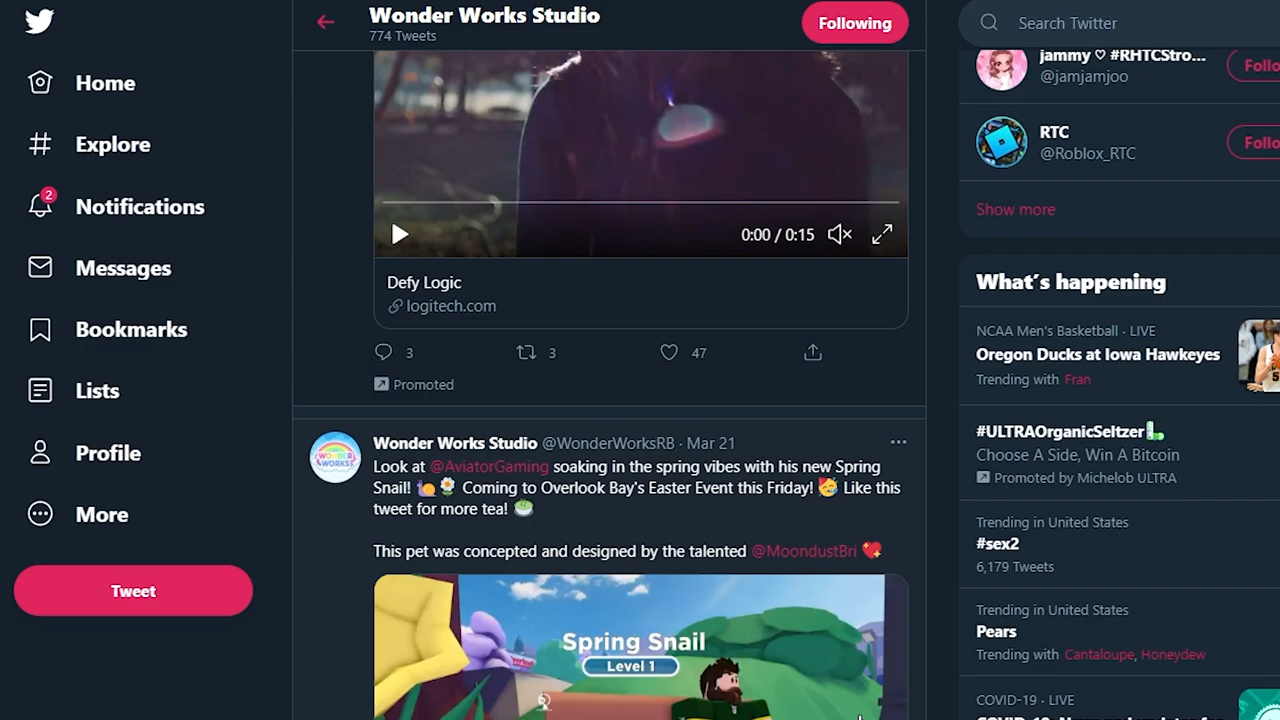 Wonder Works Studio
774 Tweets
Following
Search Twitter
Home
Explore
2
Notifications
Messages
Bookmarks
Lists
Profile
More
Tweet
0:00 / 0:15
Defy Logic
logitech.com
3
3
47
Promoted
Wonder Works Studio @WonderWorksRB · Mar 21
Look at @AviatorGaming soaking in the spring vibes with his new Spring
Snail! 🐌🌼 Coming to Overlook Bay's Easter Event this Friday! 🥳 Like this
tweet for more tea! 🍵
This pet was concepted and designed by the talented @MoondustBri 💖
WONDER
WORKS
Spring Snail
Level 1
jammy ♡ #RHTCStro...
@jamjamjoo
Follo
RTC
@Roblox_RTC
Follo
Show more
What's happening
NCAA Men's Basketball · LIVE
Oregon Ducks at Iowa Hawkeyes
Trending with Fran
#ULTRAOrganicSeltzer
Choose A Side, Win A Bitcoin
Promoted by Michelob ULTRA
Trending in United States
#sex2
6,179 Tweets
Trending in United States
Pears
Trending with Cantaloupe, Honeydew
COVID-19 · LIVE